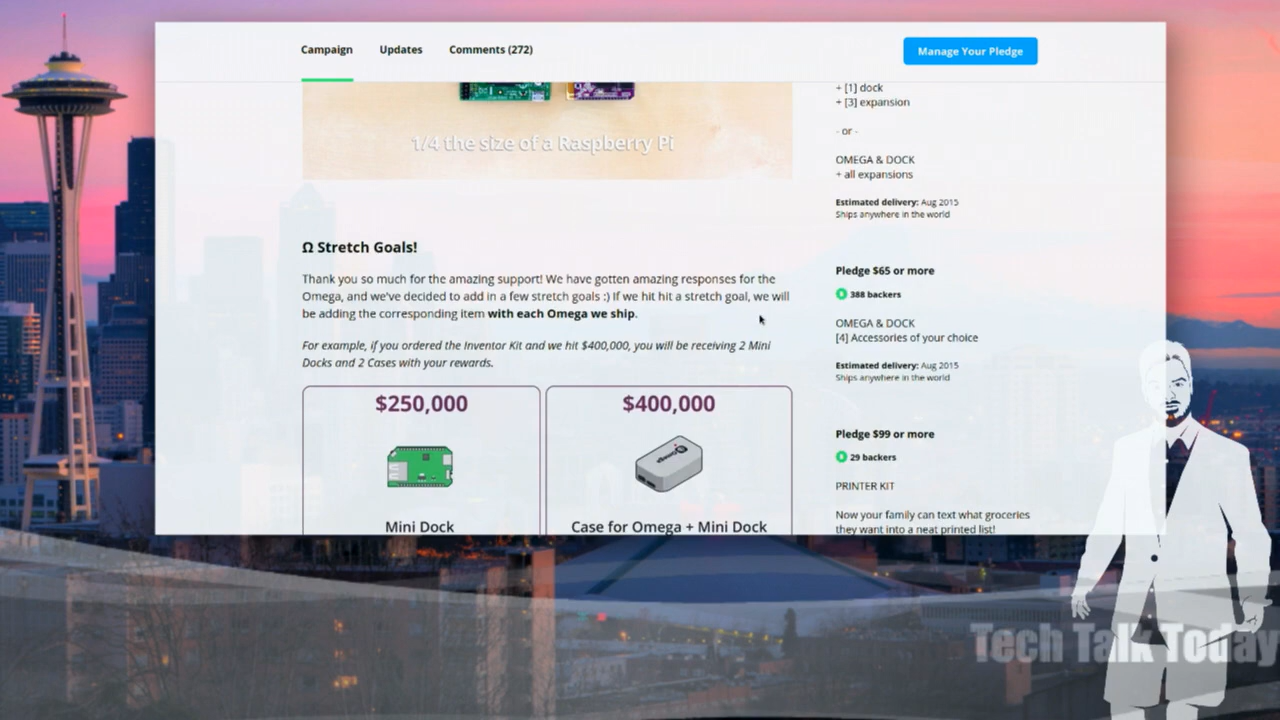 Campaign
Updates
Comments (272)
Manage Your Pledge
1/4 the size of a Raspberry Pi
Ω Stretch Goals!
Thank you so much for the amazing support! We have gotten amazing responses for the
Omega, and we've decided to add in a few stretch goals :) If we hit hit a stretch goal, we will
be adding the corresponding item with each Omega we ship.
For example, if you ordered the Inventor Kit and we hit $400,000, you will be receiving 2 Mini
Docks and 2 Cases with your rewards.
$250,000
Mini Dock
$400,000
Case for Omega + Mini Dock
+ [1] dock
+ [3] expansion
- or -
OMEGA & DOCK
+ all expansions
Estimated delivery: Aug 2015
Ships anywhere in the world
Pledge $65 or more
388 backers
OMEGA & DOCK
[4] Accessories of your choice
Estimated delivery: Aug 2015
Ships anywhere in the world
Pledge $99 or more
29 backers
PRINTER KIT
Now your family can text what groceries
they want into a neat printed list!
Tech Talk Today